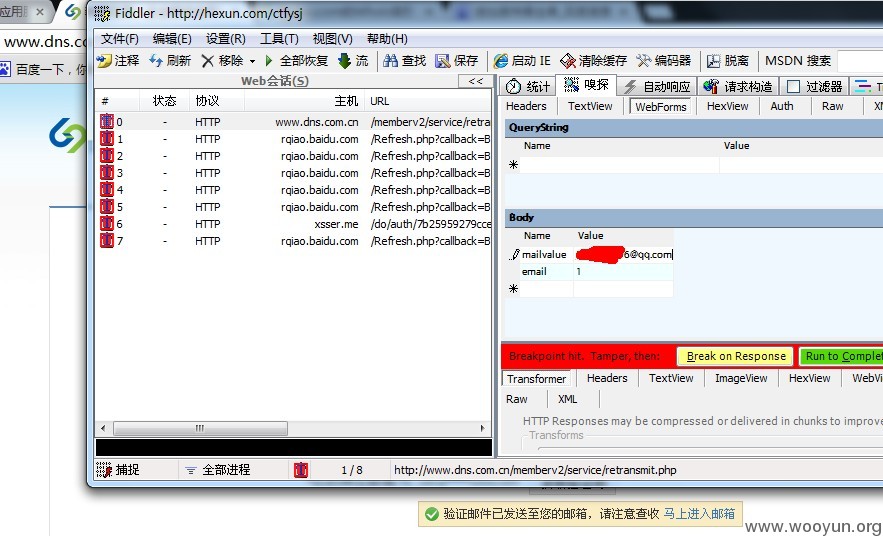 应用服
Fiddler - http://hexun.com/ctfysj
www.dns.
文件(F) 编辑(E) 设置(R) 工具(T) 视图(V) 帮助(H)
百度一下，你
注释 刷新 移除 全部恢复 流 查找 保存 启动 IE 清除缓存 编码器 脱离 MSDN 搜索
Web会话(S) <<
统计 嗅探 自动响应 请求构造 过滤器
# 状态 协议 主机 URL
Headers TextView WebForms HexView Auth Raw XM
0 - HTTP www.dns.com.cn /memberv2/service/retra
1 - HTTP rqiao.baidu.com /Refresh.php?callback=B
2 - HTTP rqiao.baidu.com /Refresh.php?callback=B
3 - HTTP rqiao.baidu.com /Refresh.php?callback=B
4 - HTTP rqiao.baidu.com /Refresh.php?callback=B
5 - HTTP rqiao.baidu.com /Refresh.php?callback=B
6 - HTTP xsser.me /do/auth/7b25959279cce
7 - HTTP rqiao.baidu.com /Refresh.php?callback=B
QueryString
Name Value
Body
Name Value
mailvalue 6@qq.com
email 1
Breakpoint hit. Tamper, then: Break on Response Run to Complet
Transformer Headers TextView ImageView HexView WebVi
Raw XML
HTTP Responses may be compressed or delivered in chunks to improve
Transforms
捕捉 全部进程 1 / 8 http://www.dns.com.cn/memberv2/service/retransmit.php
验证邮件已发送至您的邮箱，请注意查收 马上进入邮箱
www.wooyun.org